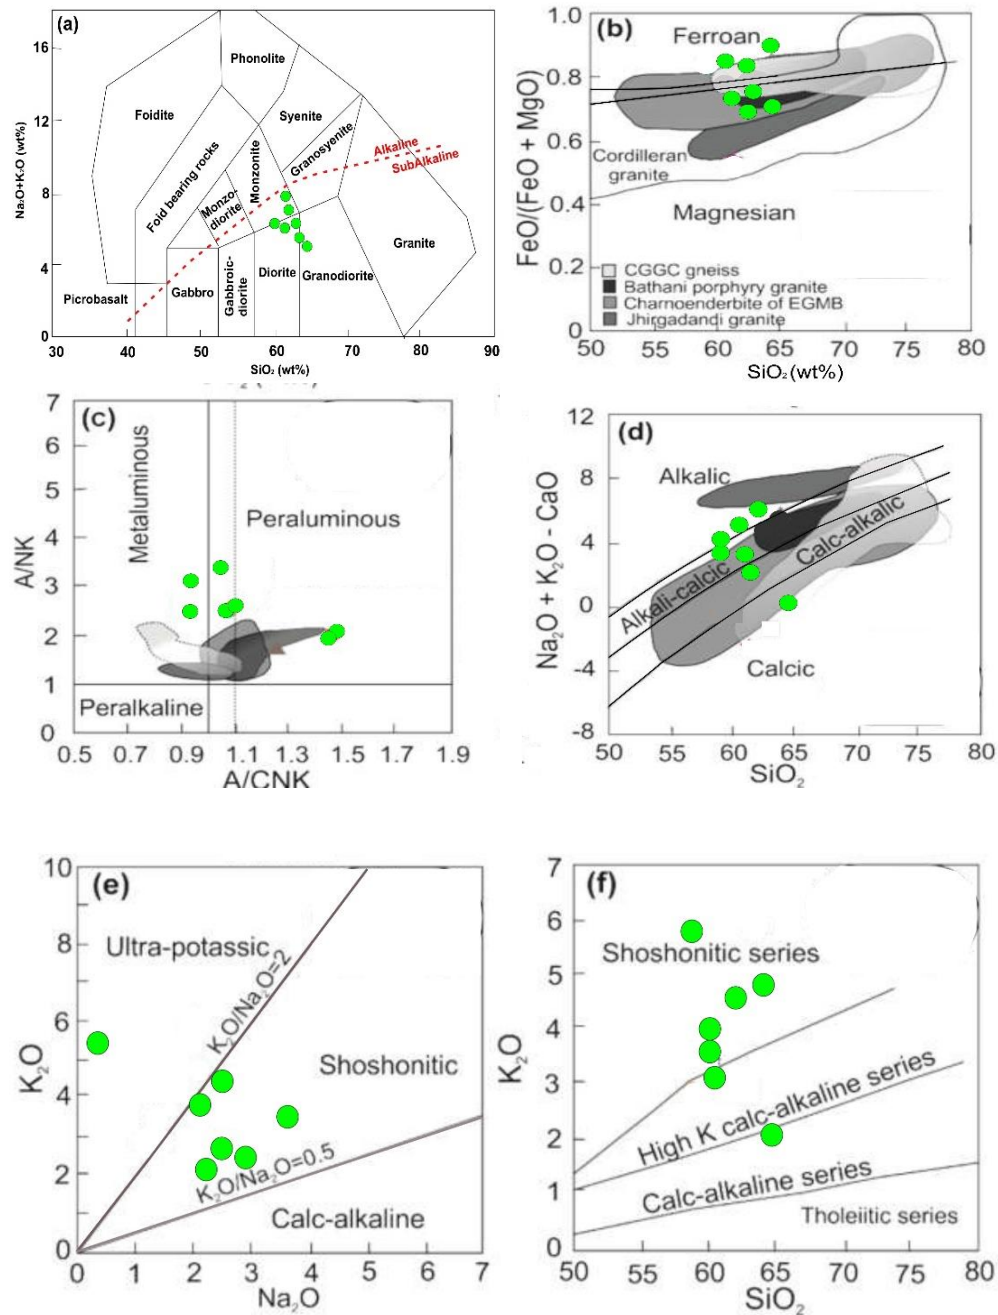 (a)
16
12
8
4
0
Na₂O+K₂O (wt%)
Phonolite
Foidite
Syenite
Granosyenite
Alkaline
SubAlkaline
Fold bearing rocks
Monzonite
Monzo-
diorite
Granite
Picrobasalt
Gabbro
Gabbroic-
diorite
Diorite
Granodiorite
30 40 50 60 70 80 90
SiO₂ (wt%)
(b)
1.0
0.8
0.6
0.4
0.2
0
FeO/(FeO + MgO)
Ferroan
Cordilleran
granite
Magnesian
CGGC gneiss
Bathani porphyry granite
Charnoenderbite of EGMB
Jhirgadandi granite
50 55 60 65 70 75 80
SiO₂ (wt%)
(c)
7
6
5
4
3
2
1
0
A/NK
Metaluminous
Peraluminous
Peralkaline
0.5 0.7 0.9 1.1 1.3 1.5 1.7 1.9
A/CNK
(d)
12
8
4
0
-4
-8
Na₂O + K₂O - CaO
Alkalic
Alkali-calcic
Calc-alkalic
Calcic
50 55 60 65 70 75 80
SiO₂
(e)
10
8
6
4
2
0
K₂O
Ultra-potassic
K₂O/Na₂O=2
Shoshonitic
K₂O/Na₂O=0.5
Calc-alkaline
0 1 2 3 4 5 6 7
Na₂O
(f)
7
6
5
4
3
2
1
0
K₂O
Shoshonitic series
High K calc-alkaline series
Calc-alkaline series
Tholeiitic series
50 55 60 65 70 75 80
SiO₂